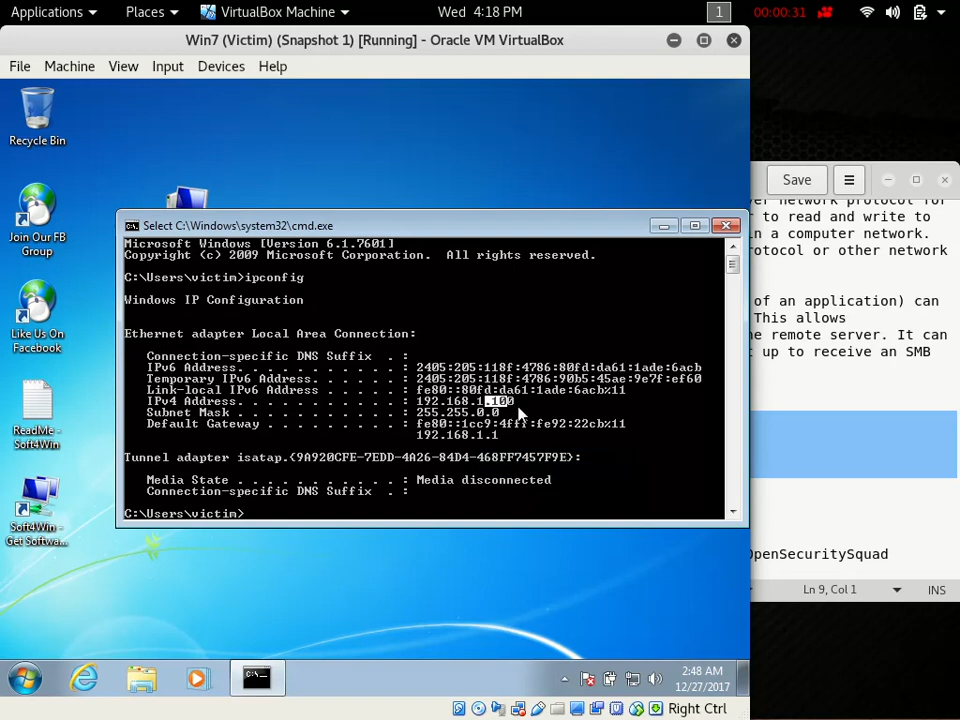 Applications Places VirtualBox Machine Wed 4:18 PM 1 00:00:31
Win7 (Victim) (Snapshot 1) [Running] - Oracle VM VirtualBox
File Machine View Input Devices Help
Recycle Bin
Join Our FB
Group
Like Us On
Facebook
ReadMe -
Soft4Win
Soft4Win -
Get Softwa...
Select C:\Windows\system32\cmd.exe
Microsoft Windows [Version 6.1.7601]
Copyright (c) 2009 Microsoft Corporation. All rights reserved.
C:\Users\victim>ipconfig
Windows IP Configuration
Ethernet adapter Local Area Connection:
Connection-specific DNS Suffix . :
IPv6 Address. . . . . . . . . . . : 2405:205:118f:4786:80fd:da61:1ade:6acb
Temporary IPv6 Address. . . . . . : 2405:205:118f:4786:90b5:45ae:9e7f:ef60
Link-local IPv6 Address . . . . . : fe80::80fd:da61:1ade:6acb%11
IPv4 Address. . . . . . . . . . . : 192.168.1.100
Subnet Mask . . . . . . . . . . . : 255.255.0.0
Default Gateway . . . . . . . . . : fe80::1cc9:4fff:fe92:22cb%11
192.168.1.1
Tunnel adapter isatap.{9A920CFE-7EDD-4A26-84D4-468FF7457F9E}:
Media State . . . . . . . . . . . : Media disconnected
Connection-specific DNS Suffix . :
C:\Users\victim>
Save
network protocol for
to read and write to
in a computer network.
or other network
of an application) can
This allows
remote server. It can
up to receive an SMB
OpenSecuritySquad
Ln 9, Col 1 INS
2:48 AM
12/27/2017
Right Ctrl